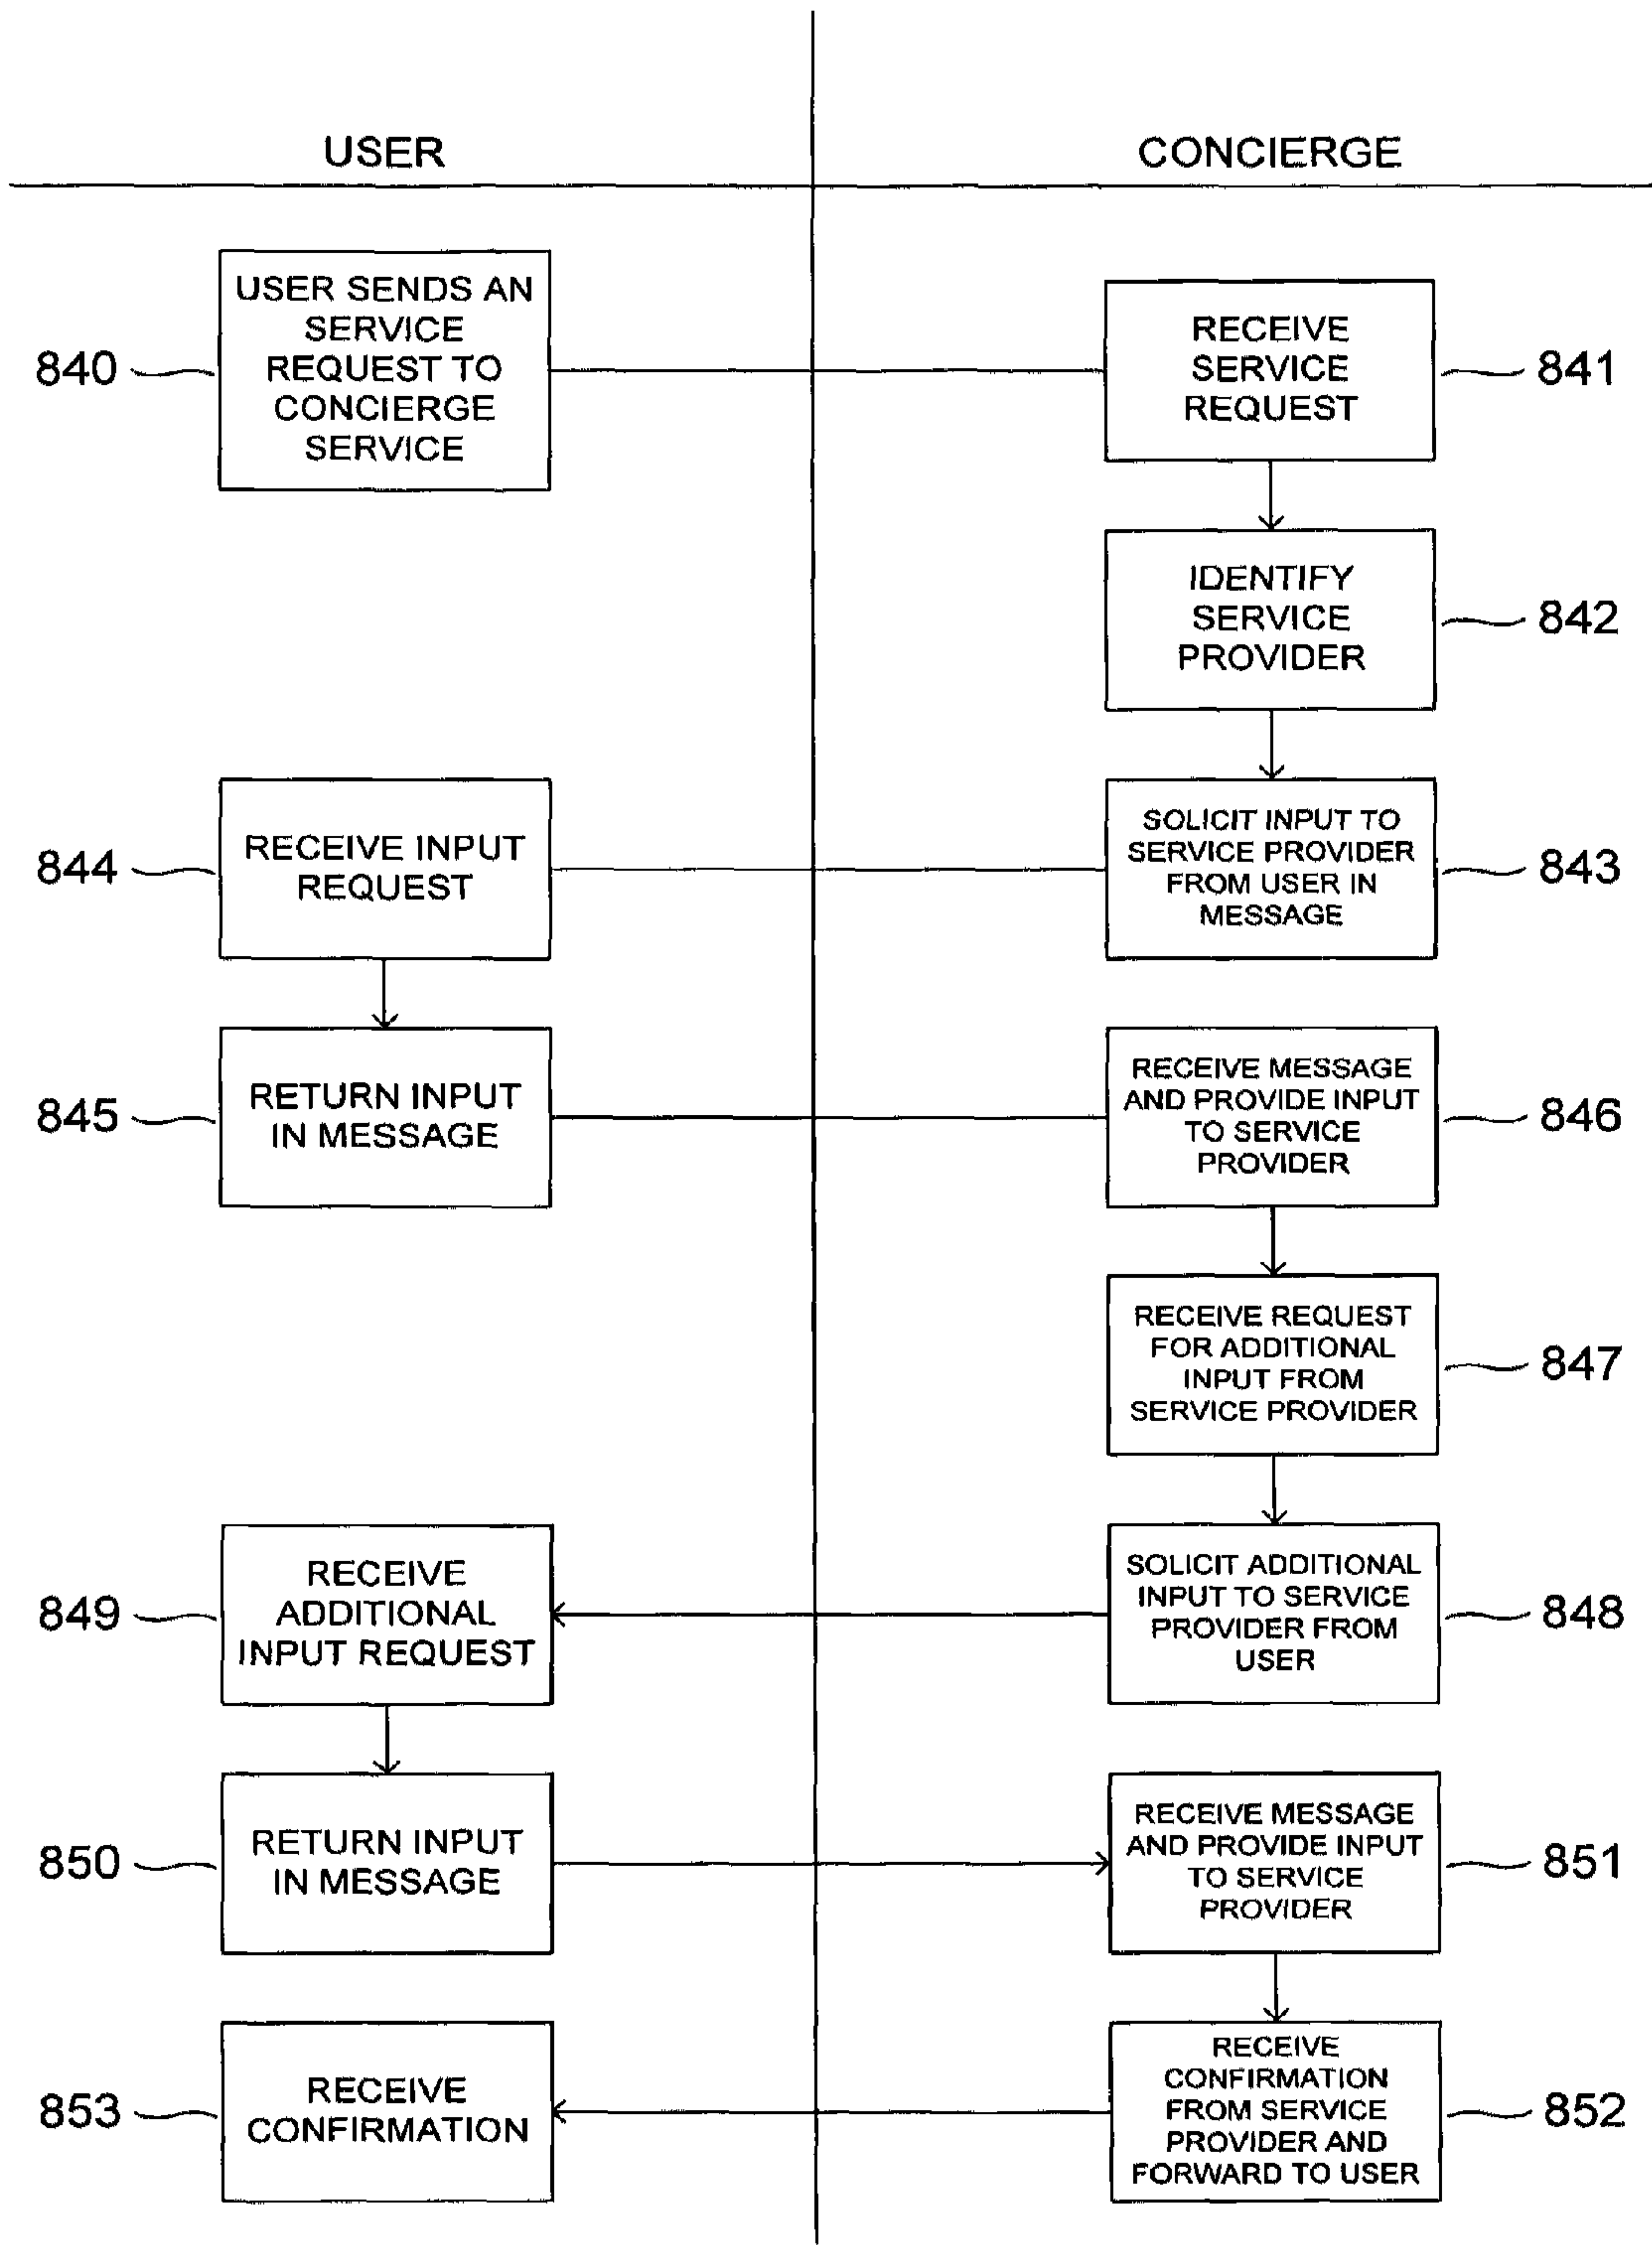 USER
CONCIERGE
840
USER SENDS AN
SERVICE
REQUEST TO
CONCIERGE
SERVICE
RECEIVE
SERVICE
REQUEST
841
IDENTIFY
SERVICE
PROVIDER
842
844
RECEIVE INPUT
REQUEST
SOLICIT INPUT TO
SERVICE PROVIDER
FROM USER IN
MESSAGE
843
845
RETURN INPUT
IN MESSAGE
RECEIVE MESSAGE
AND PROVIDE INPUT
TO SERVICE
PROVIDER
846
RECEIVE REQUEST
FOR ADDITIONAL
INPUT FROM
SERVICE PROVIDER
847
849
RECEIVE
ADDITIONAL
INPUT REQUEST
SOLICIT ADDITIONAL
INPUT TO SERVICE
PROVIDER FROM
USER
848
850
RETURN INPUT
IN MESSAGE
RECEIVE MESSAGE
AND PROVIDE INPUT
TO SERVICE
PROVIDER
851
853
RECEIVE
CONFIRMATION
RECEIVE
CONFIRMATION
FROM SERVICE
PROVIDER AND
FORWARD TO USER
852